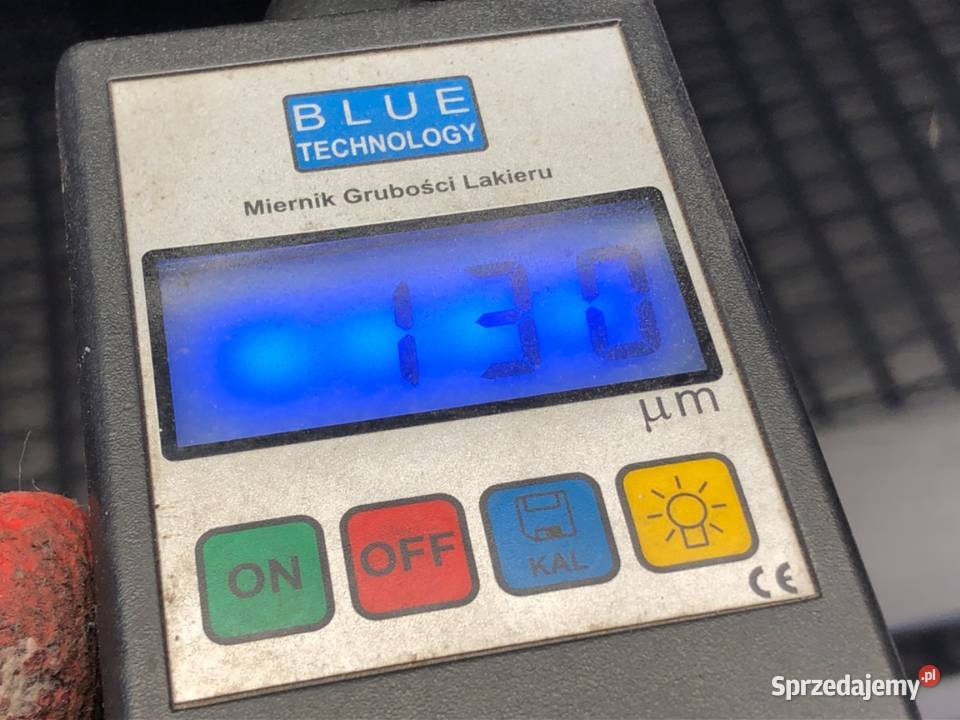 BLUE
TECHNOLOGY
Miernik Grubości Lakieru
130
µm
ON
OFF
KAL
CE
Sprzedajemy.pl